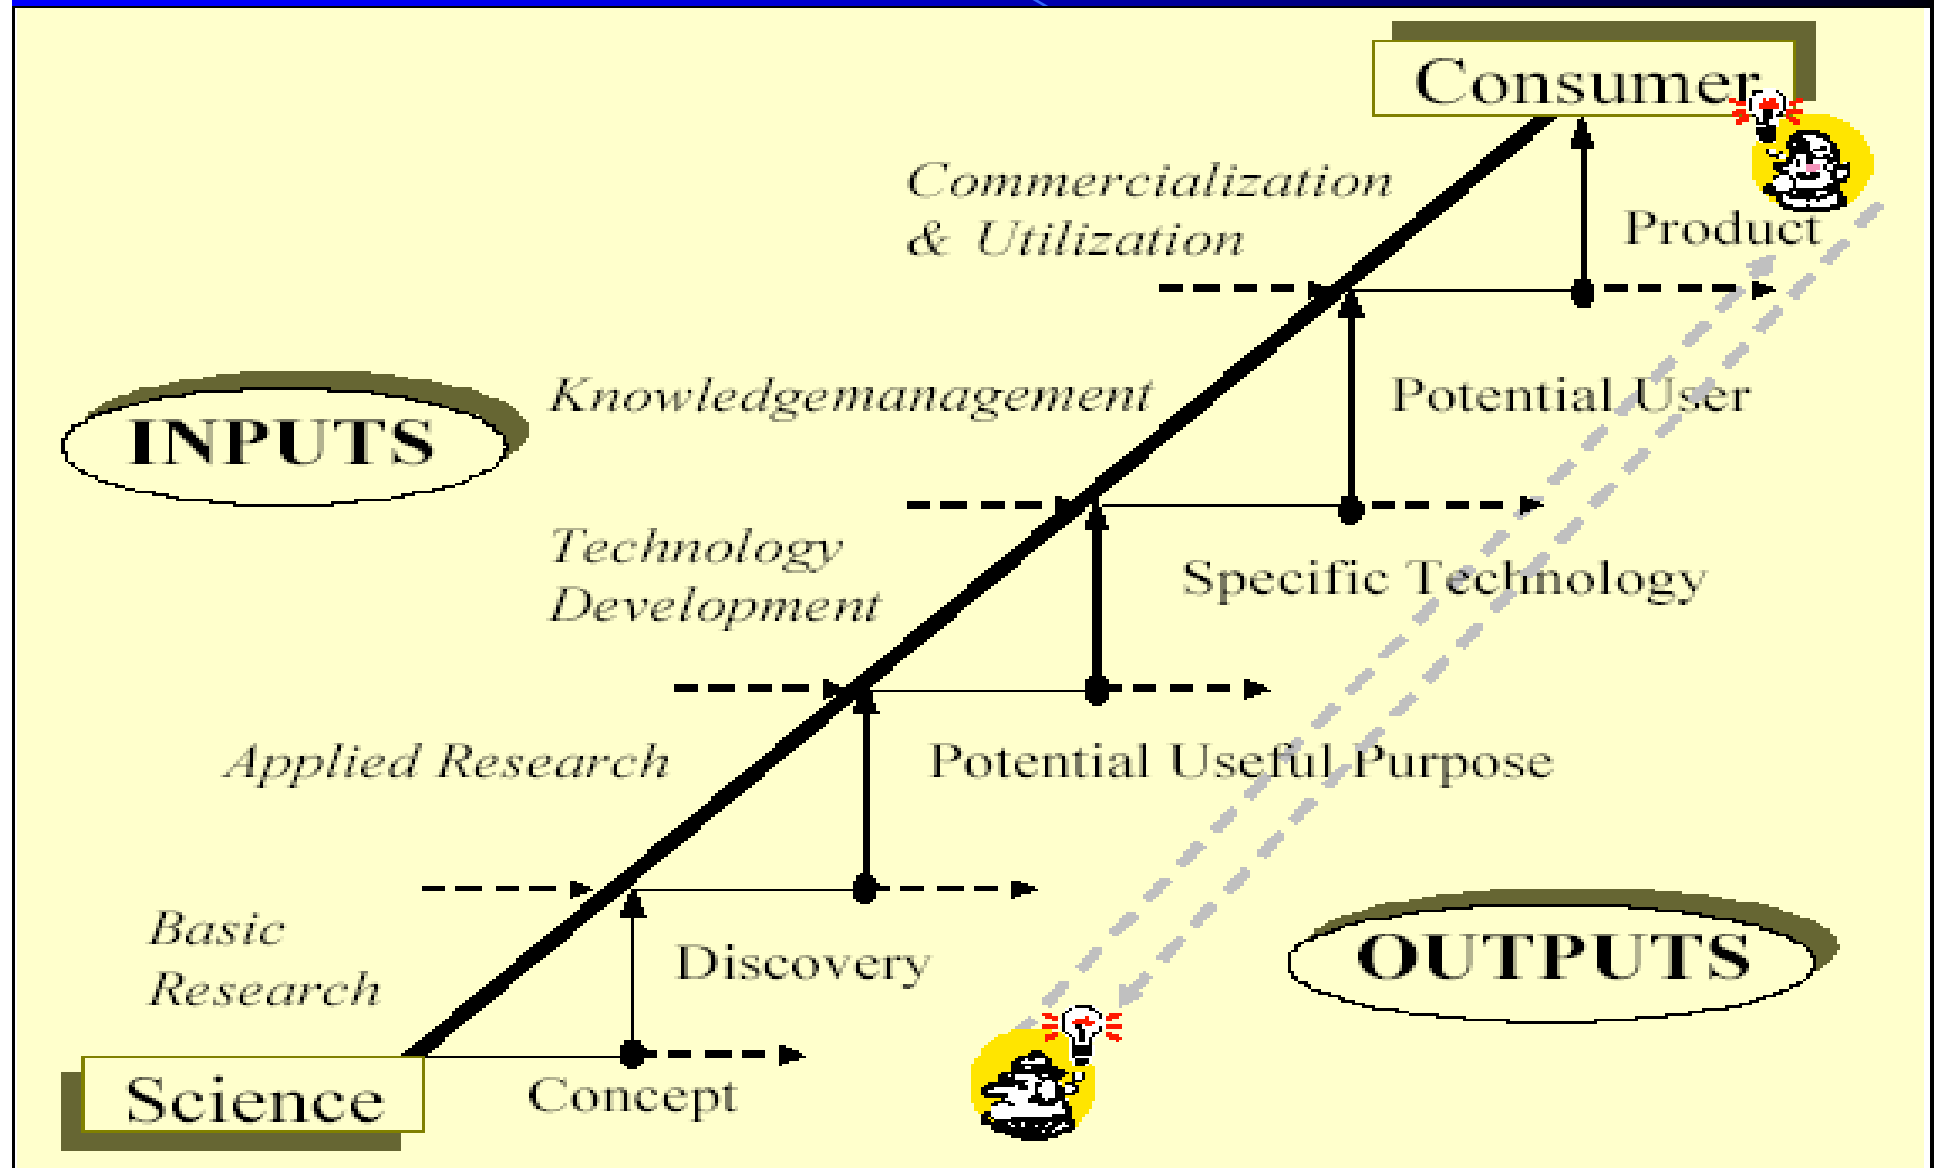 Consumer
Commercialization
& Utilization
Product
Knowledgemanagement
Potential User
INPUTS
Technology
Development
Specific Technology
Applied Research
Potential Useful Purpose
Basic
Research
Discovery
OUTPUTS
Science
Concept